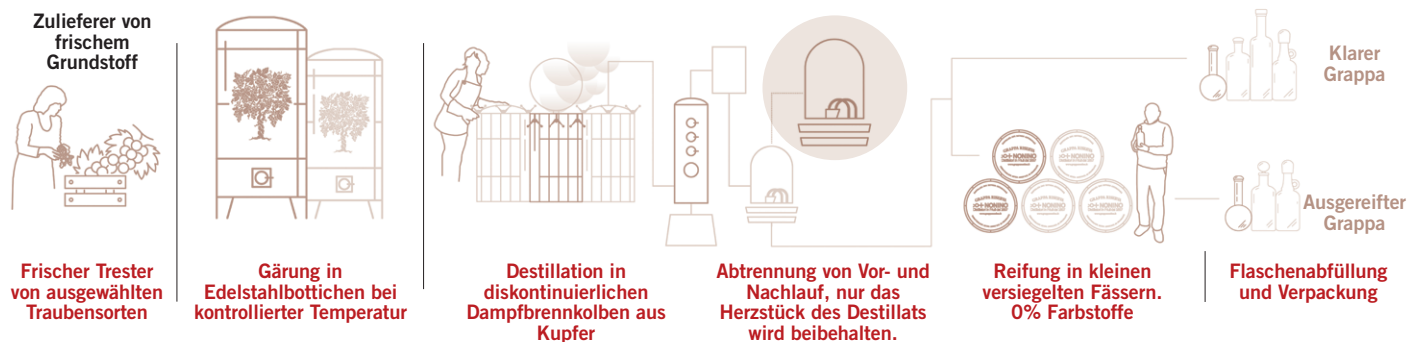 Zulieferer von
frischem
Grundstoff
Frischer Trester
von ausgewählten
Traubensorten
Gärung in
Edelstahlbottichen bei
kontrollierter Temperatur
Destillation in
diskontinuierlichen
Dampfbrennkolben aus
Kupfer
Abtrennung von Vor- und
Nachlauf, nur das
Herzstück des Destillats
wird beibehalten.
Reifung in kleinen
versiegelten Fässern.
0% Farbstoffe
Klarer
Grappa
Ausgereifter
Grappa
Flaschenabfüllung
und Verpackung